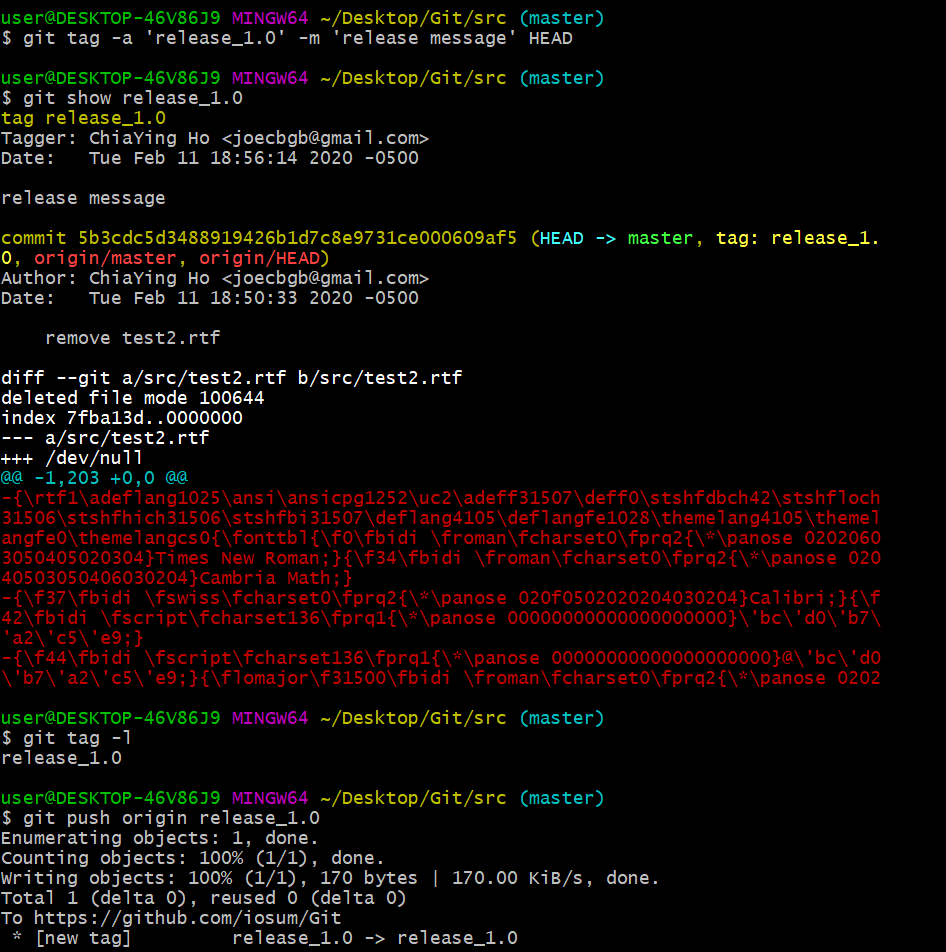 user@DESKTOP-46V86J9 MINGW64 ~/Desktop/Git/src (master)
$ git tag -a 'release_1.0' -m 'release message' HEAD
user@DESKTOP-46V86J9 MINGW64 ~/Desktop/Git/src (master)
$ git show release_1.0
tag release_1.0
Tagger: ChiaYing Ho <joecbgb@gmail.com>
Date:   Tue Feb 11 18:56:14 2020 -0500
release message
commit 5b3cdc5d3488919426b1d7c8e9731ce000609af5 (HEAD -> master, tag: release_1.
0, origin/master, origin/HEAD)
Author: ChiaYing Ho <joecbgb@gmail.com>
Date:   Tue Feb 11 18:50:33 2020 -0500
    remove test2.rtf
diff --git a/src/test2.rtf b/src/test2.rtf
deleted file mode 100644
index 7fba13d..0000000
--- a/src/test2.rtf
+++ /dev/null
@@ -1,203 +0,0 @@
-{\rtf1\adeflang1025\ansi\ansicpg1252\uc2\adeff31507\deff0\stshfdbch42\stshfloch
31506\stshfhich31506\stshfbi31507\deflang4105\deflangfe1028\themelang4105\themel
angfe0\themelangcs0{\fonttbl{\f0\fbidi \froman\fcharset0\fprq2{\*\panose 0202060
3050405020304}Times New Roman;}{\f34\fbidi \froman\fcharset0\fprq2{\*\panose 020
40503050406030204}Cambria Math;}
-{\f37\fbidi \fswiss\fcharset0\fprq2{\*\panose 020f0502020204030204}Calibri;}{\f
42\fbidi \fscript\fcharset136\fprq1{\*\panose 00000000000000000000}\'bc\'d0\'b7\
'a2\'c5\'e9;}
-{\f44\fbidi \fscript\fcharset136\fprq1{\*\panose 00000000000000000000}@\'bc\'d0
\'b7\'a2\'c5\'e9;}{\flomajor\f31500\fbidi \froman\fcharset0\fprq2{\*\panose 0202
user@DESKTOP-46V86J9 MINGW64 ~/Desktop/Git/src (master)
$ git tag -l
release_1.0
user@DESKTOP-46V86J9 MINGW64 ~/Desktop/Git/src (master)
$ git push origin release_1.0
Enumerating objects: 1, done.
Counting objects: 100% (1/1), done.
Writing objects: 100% (1/1), 170 bytes | 170.00 KiB/s, done.
Total 1 (delta 0), reused 0 (delta 0)
To https://github.com/iosum/Git
 * [new tag]         release_1.0 -> release_1.0